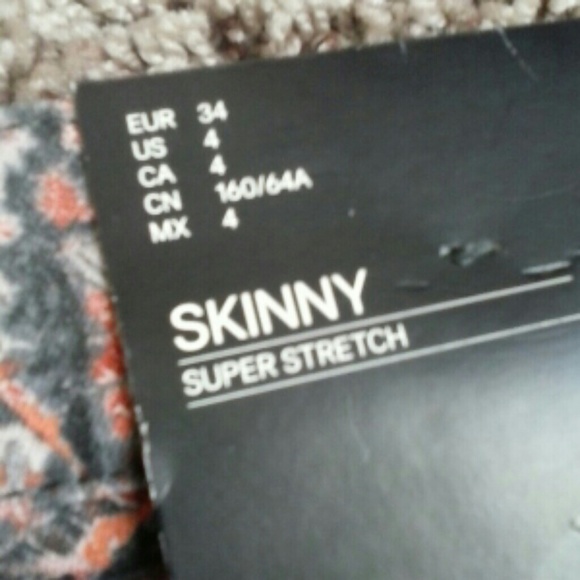 EUR 34
US 4
CA 4
CN 160/64A
MX 4
SKINNY
SUPER STRETCH